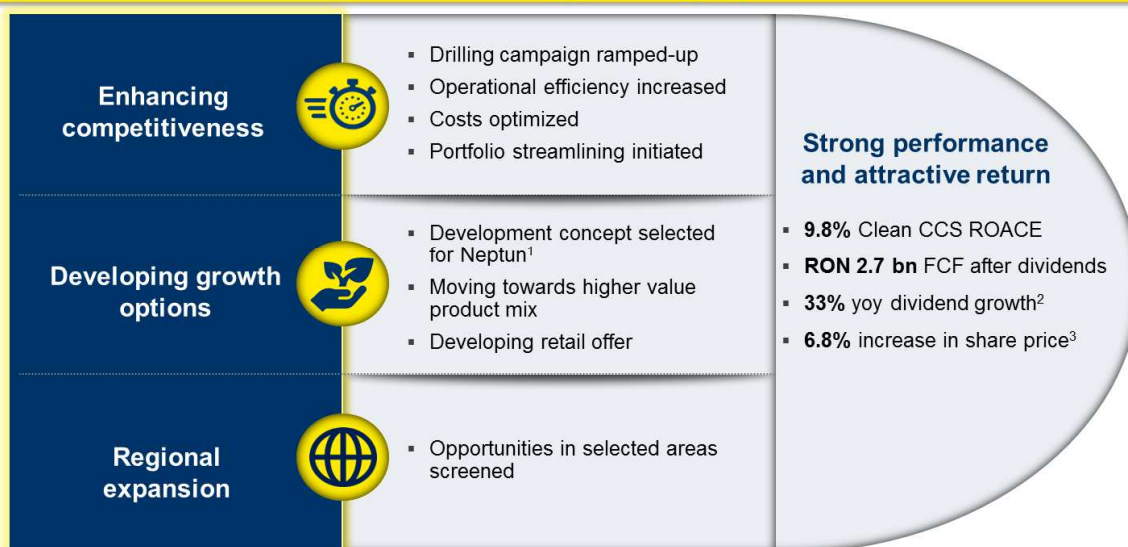 Enhancing
competitiveness
▪ Drilling campaign ramped-up
▪ Operational efficiency increased
▪ Costs optimized
▪ Portfolio streamlining initiated
Developing growth
options
▪ Development concept selected
for Neptun¹
▪ Moving towards higher value
product mix
▪ Developing retail offer
Regional
expansion
▪ Opportunities in selected areas
screened
Strong performance
and attractive return
▪ 9.8% Clean CCS ROACE
▪ RON 2.7 bn FCF after dividends
▪ 33% yoy dividend growth²
▪ 6.8% increase in share price³